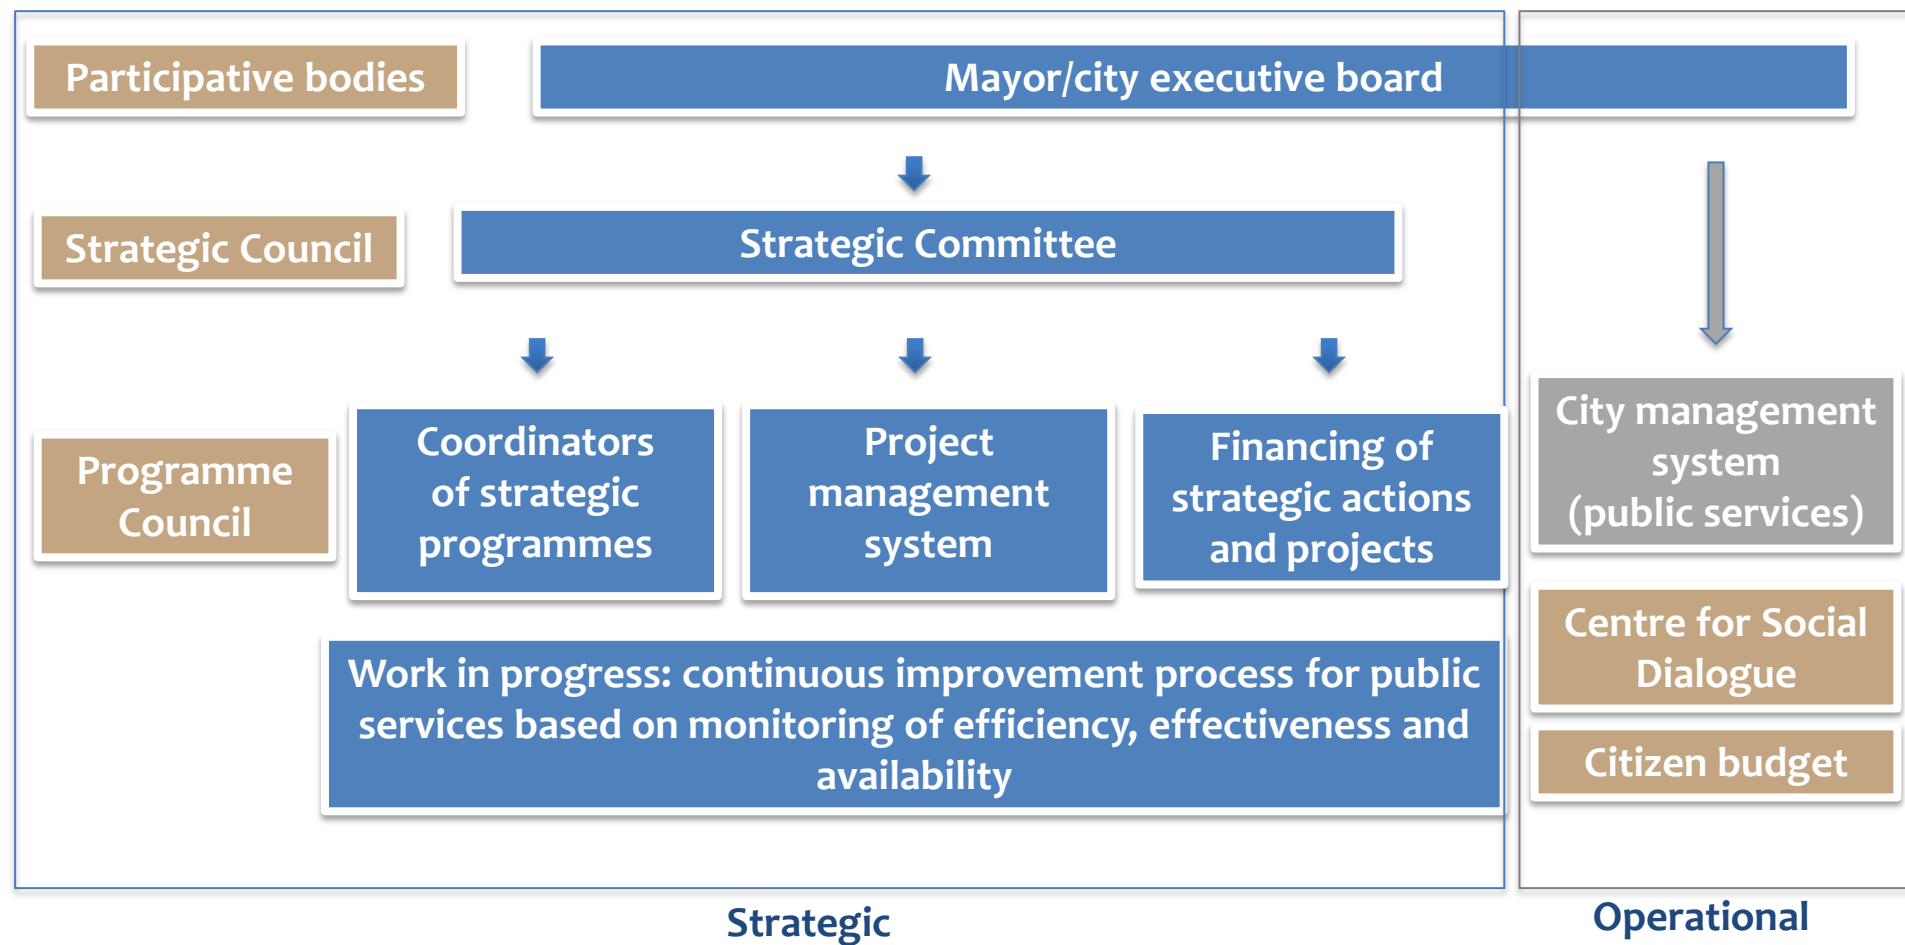 Participative bodies
Mayor/city executive board
Strategic Council
Strategic Committee
Programme
Council
Coordinators
of strategic
programmes
Project
management
system
Financing of
strategic actions
and projects
City management
system
(public services)
Work in progress: continuous improvement process for public
services based on monitoring of efficiency, effectiveness and
availability
Centre for Social
Dialogue
Citizen budget
Strategic
Operational